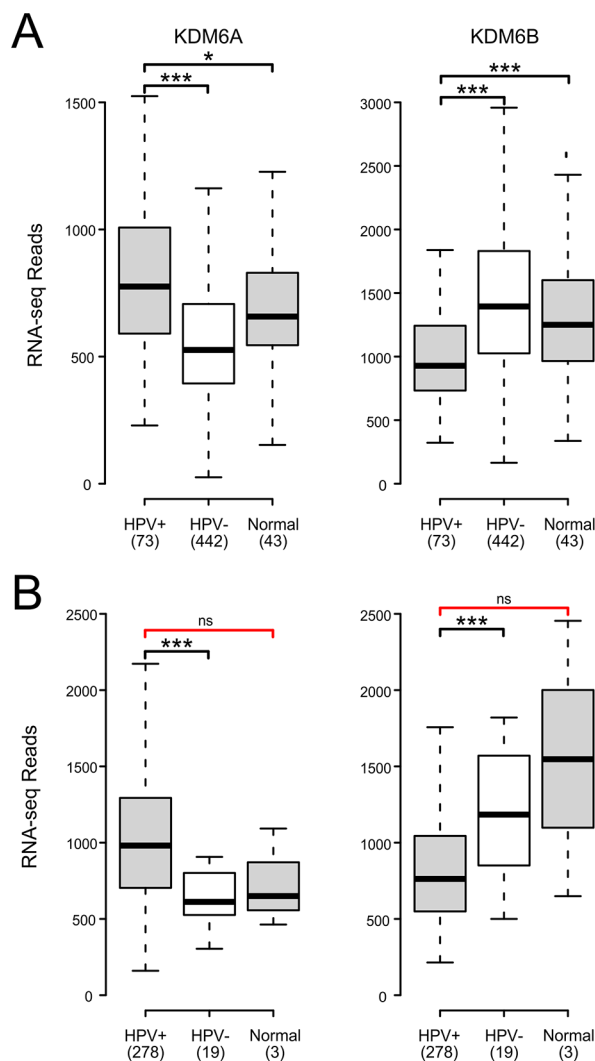 A
KDM6A
KDM6B
*
***
***
***
1500
1000
500
0
RNA-seq Reads
3000
2500
2000
1500
1000
500
0
HPV+
(73)
HPV-
(442)
Normal
(43)
HPV+
(73)
HPV-
(442)
Normal
(43)
B
ns
***
ns
***
2500
2000
1500
1000
500
0
RNA-seq Reads
2500
2000
1500
1000
500
0
HPV+
(278)
HPV-
(19)
Normal
(3)
HPV+
(278)
HPV-
(19)
Normal
(3)